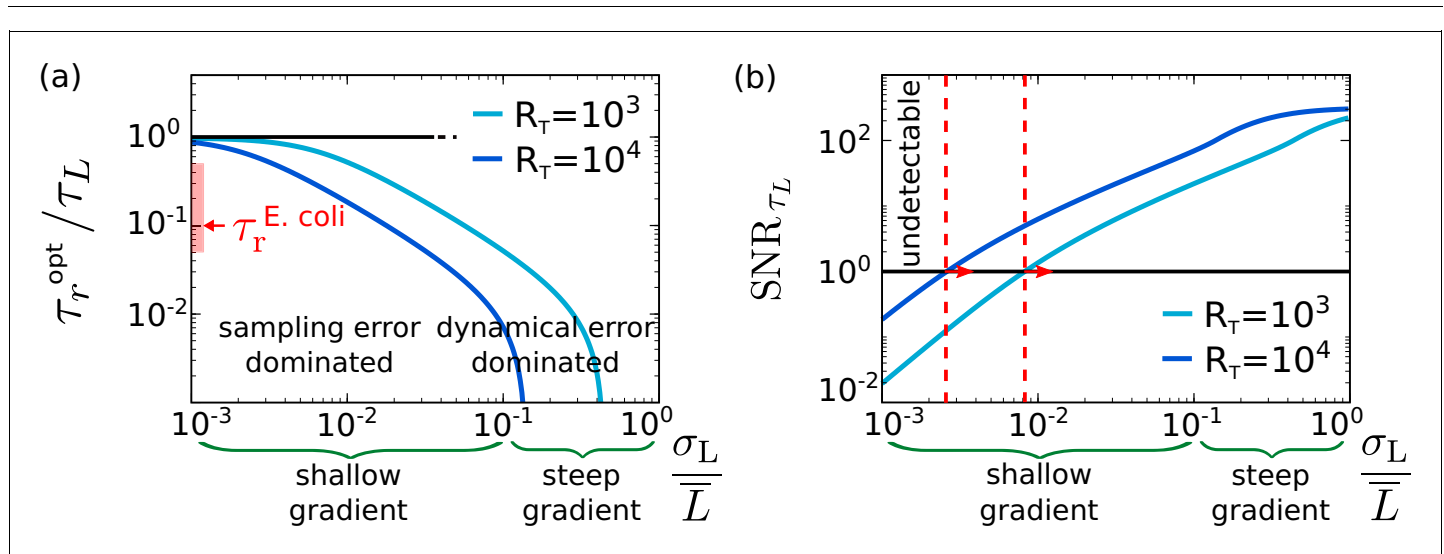 (a)
τ_r^opt / τ_L
10^0
10^-1
10^-2
R_T=10^3
R_T=10^4
τ_r^E. coli
sampling error
dominated
dynamical error
dominated
10^-3
10^-2
10^-1
10^0
shallow
gradient
steep
gradient
σ_L
L̄
(b)
SNR_τ_L
10^2
10^0
10^-2
undetectable
R_T=10^3
R_T=10^4
10^-3
10^-2
10^-1
10^0
shallow
gradient
steep
gradient
σ_L
L̄